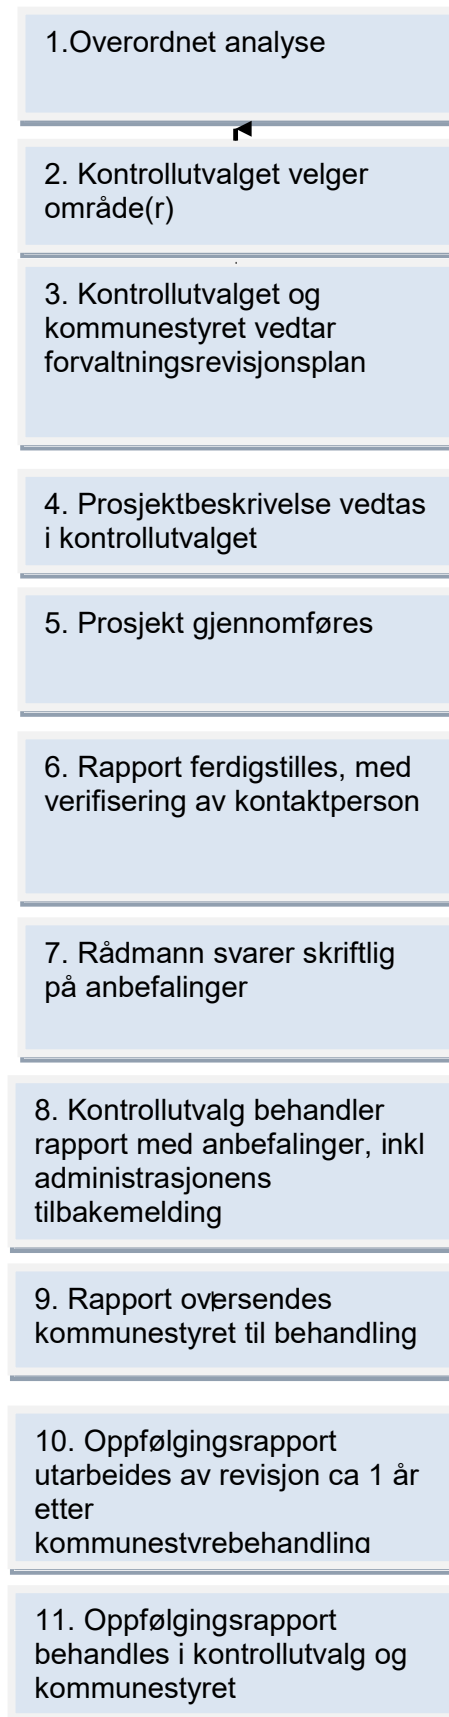 1.Overordnet analyse
2. Kontrollutvalget velger
område(r)
3. Kontrollutvalget og
kommunestyret vedtar
forvaltningsrevisjonsplan
4. Prosjektbeskrivelse vedtas
i kontrollutvalget
5. Prosjekt gjennomføres
6. Rapport ferdigstilles, med
verifisering av kontaktperson
7. Rådmann svarer skriftlig
på anbefalinger
8. Kontrollutvalg behandler
rapport med anbefalinger, inkl
administrasjonens
tilbakemelding
9. Rapport oversendes
kommunestyret til behandling
10. Oppfølgingsrapport
utarbeides av revisjon ca 1 år
etter
kommunestyrebehandling
11. Oppfølgingsrapport
behandles i kontrollutvalg og
kommunestyret